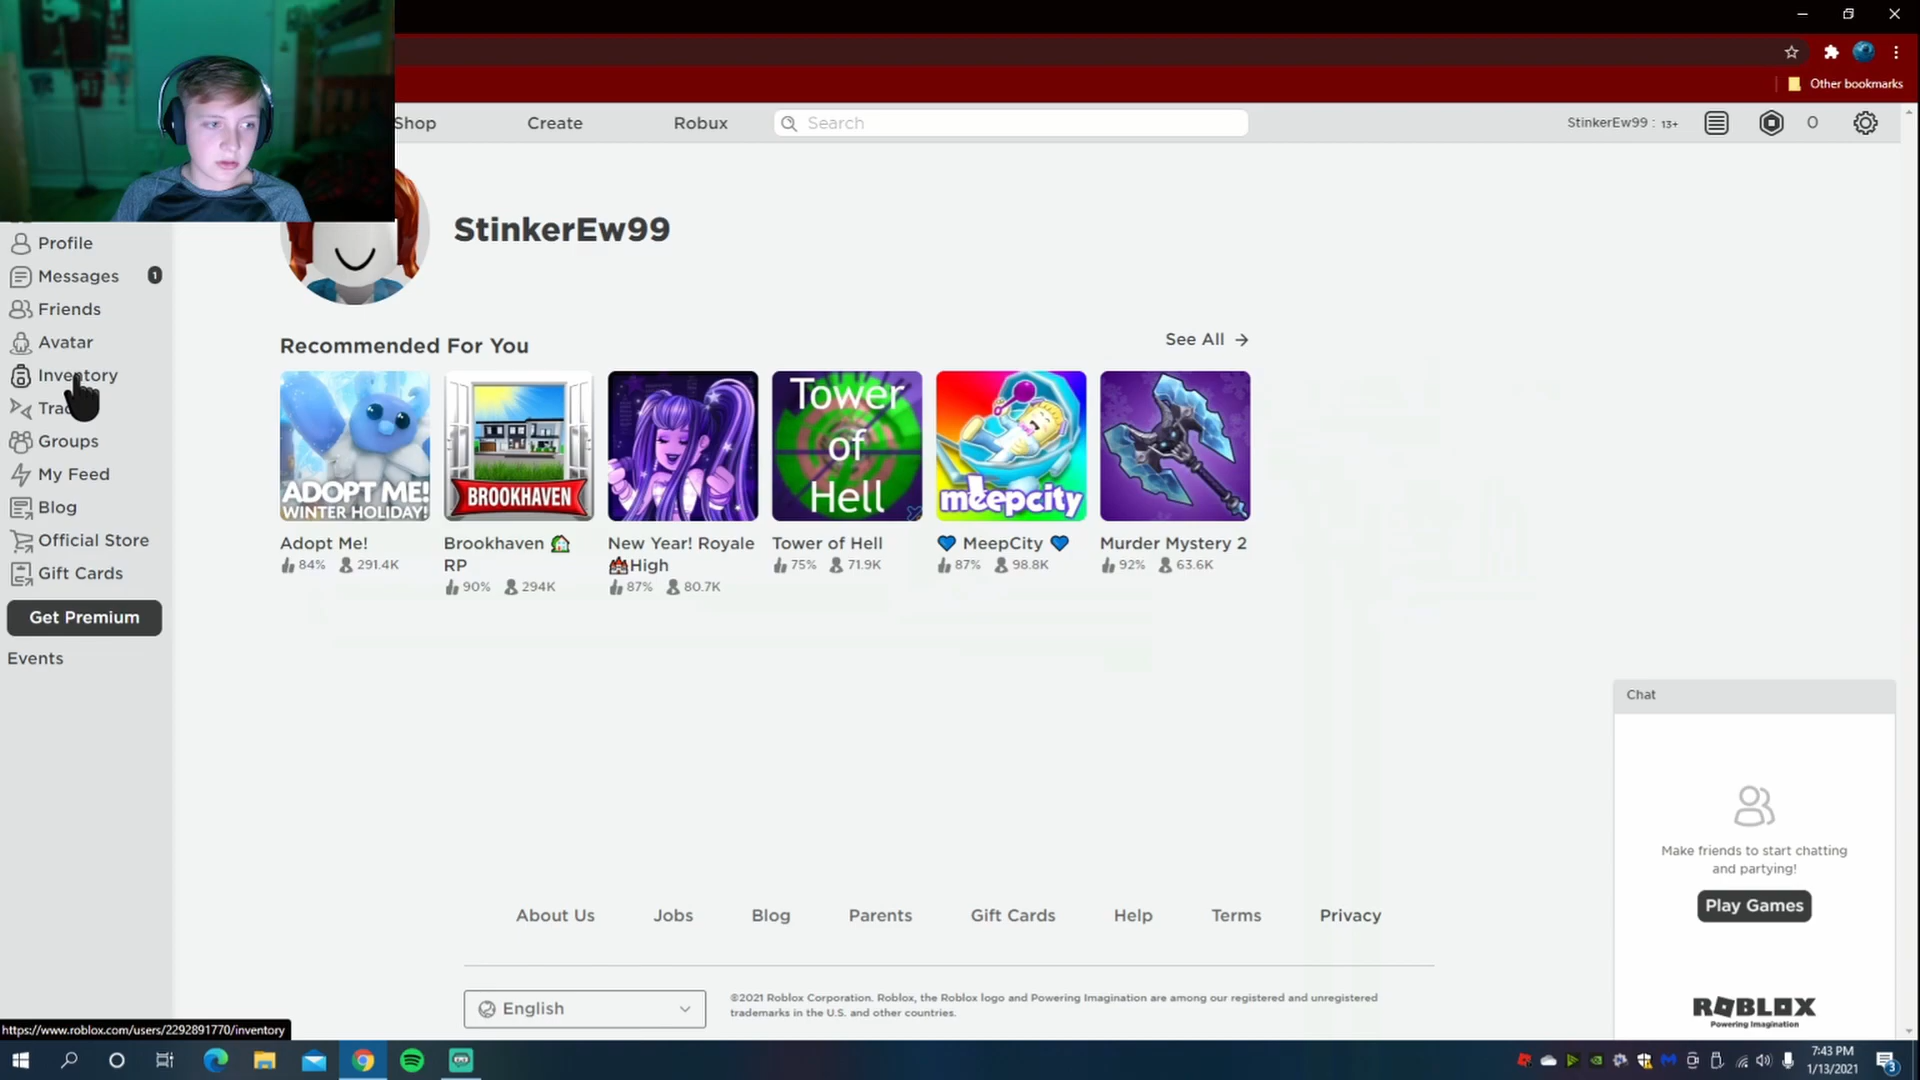 Other bookmarks
Shop
Create
Robux
Search
StinkerEw99 : 13+
0
StinkerEw99
Profile
Messages
1
Friends
Avatar
Inventory
Groups
My Feed
Blog
Official Store
Gift Cards
Get Premium
Events
Recommended For You
See All
ADOPT ME!
WINTER HOLIDAY!
BROOKHAVEN
Tower
of
Hell
meepcity
Adopt Me!
84% 291.4K
Brookhaven
RP
90% 294K
New Year! Royale
High
87% 80.7K
Tower of Hell
75% 71.9K
MeepCity
87% 98.8K
Murder Mystery 2
92% 63.6K
Chat
Make friends to start chatting
and partying!
Play Games
ROBLOX
Powering Imagination
About Us
Jobs
Blog
Parents
Gift Cards
Help
Terms
Privacy
English
©2021 Roblox Corporation. Roblox, the Roblox logo and Powering Imagination are among our registered and unregistered
trademarks in the U.S. and other countries.
https://www.roblox.com/users/2292891770/inventory
7:43 PM
1/13/2021
3